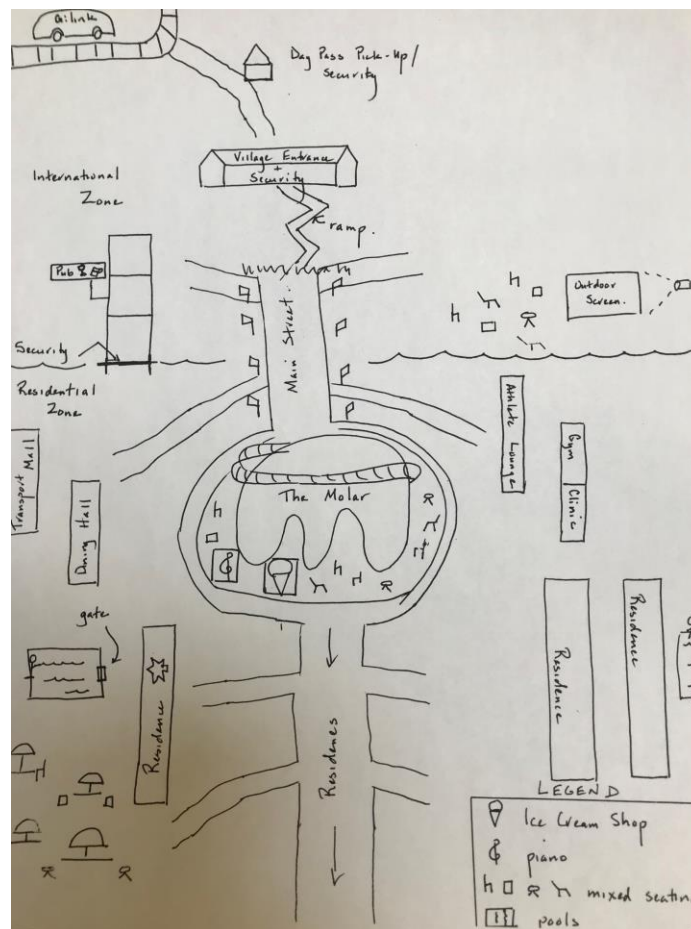 Oilink
Day Pass Pick-Up/
Security
Village Entrance
+
Security
International
Zone
ramp.
Pub &
Main Street.
Outdoor
Screen.
Security
Residential
Zone
Transport Mall
Dining Hall
Athlete Lounge
Gym
Clinic
The Molar
gate
Residence
Residences
Residence
Residence
LEGEND
Ice Cream Shop
piano
mixed seatin
pools